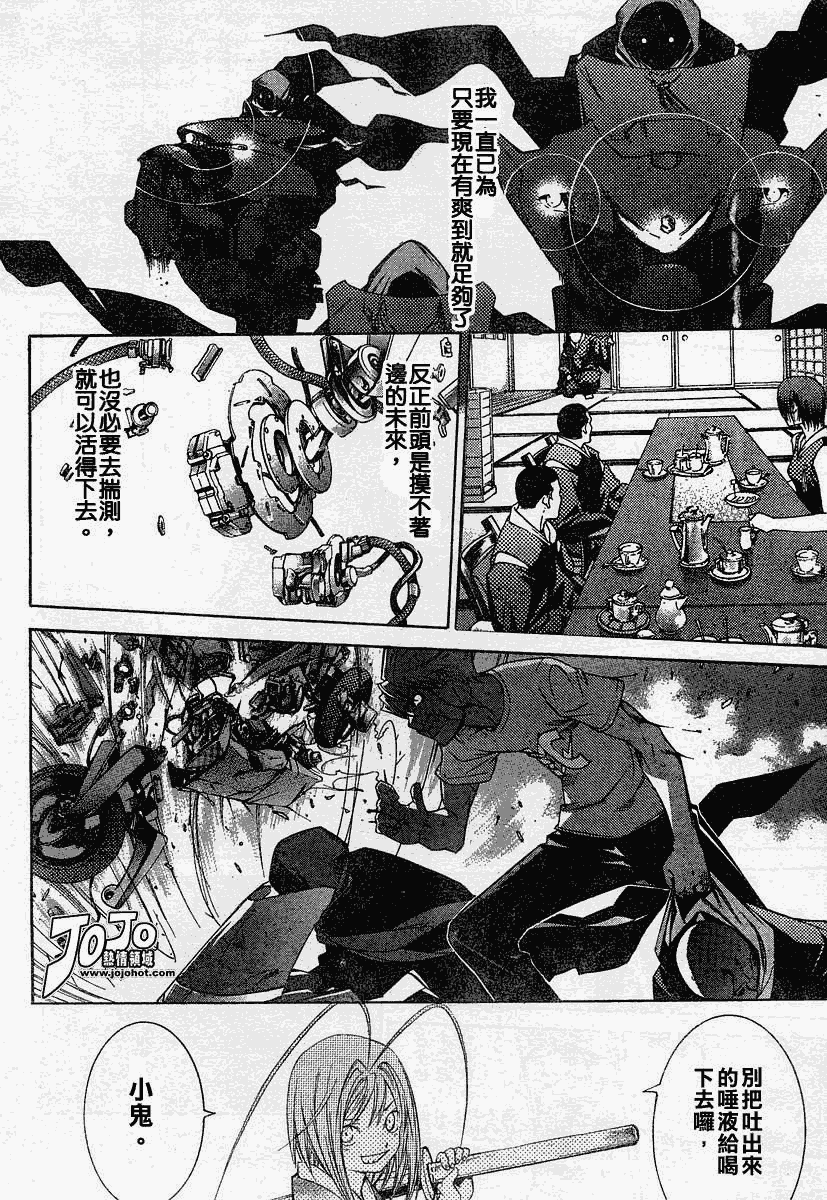 我一直已為
只要現在有爽到就足夠了
反正前頭是摸不著
邊的未來，
也沒必要去揣測，
就可以活得下去。
JOJO
熱情領域
www.jojohot.com
別把吐出來
的唾液給喝
下去囉，
小鬼。